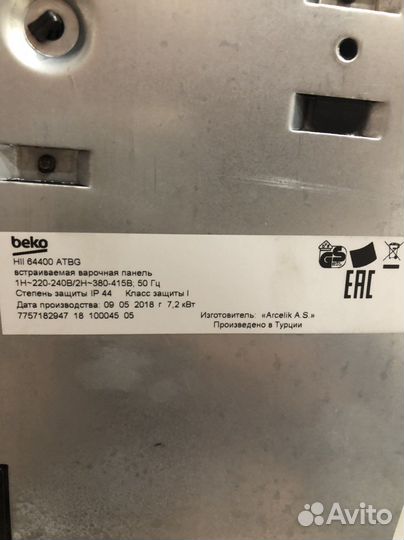 beko
HII 64400 ATBG
встраиваемая варочная панель
1Н~220-240В/2Н~380-415В; 50 Гц
Степень защиты IP 44 Класс защиты I
Дата производства: 09 05 2018 г 7,2 кВт
7757182947 18 100045 05
Изготовитель: «Arcelik A.S.»
Произведено в Турции
EAC
Avito